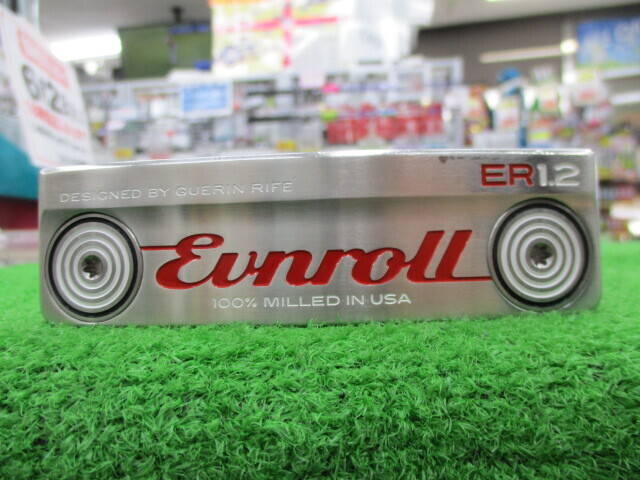 DESIGNED BY GUERIN RIFE
ER1.2
Evnroll
100% MILLED IN USA